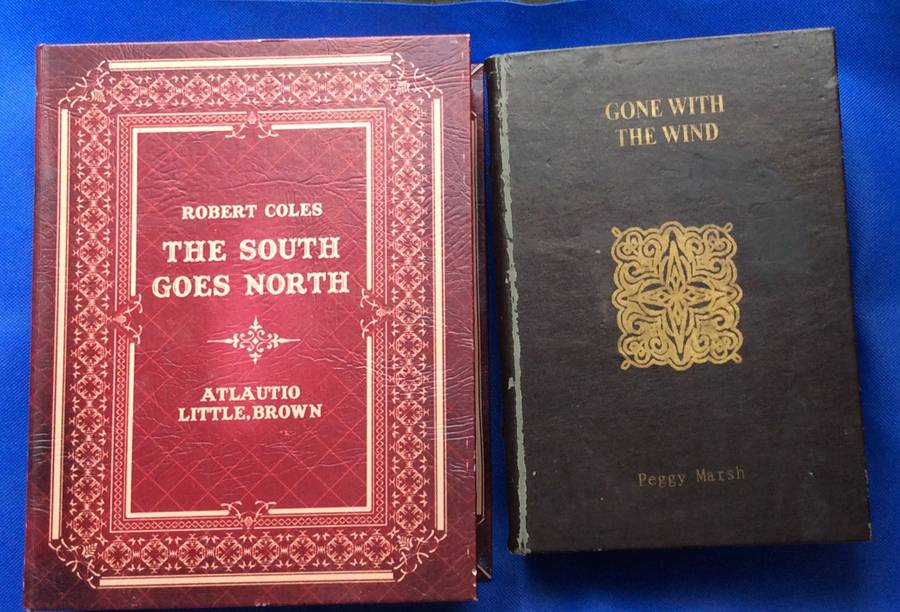 ROBERT COLES
THE SOUTH
GOES NORTH
ATLAUTIO
LITTLE, BROWN
GONE WITH
THE WIND
Peggy Marsh